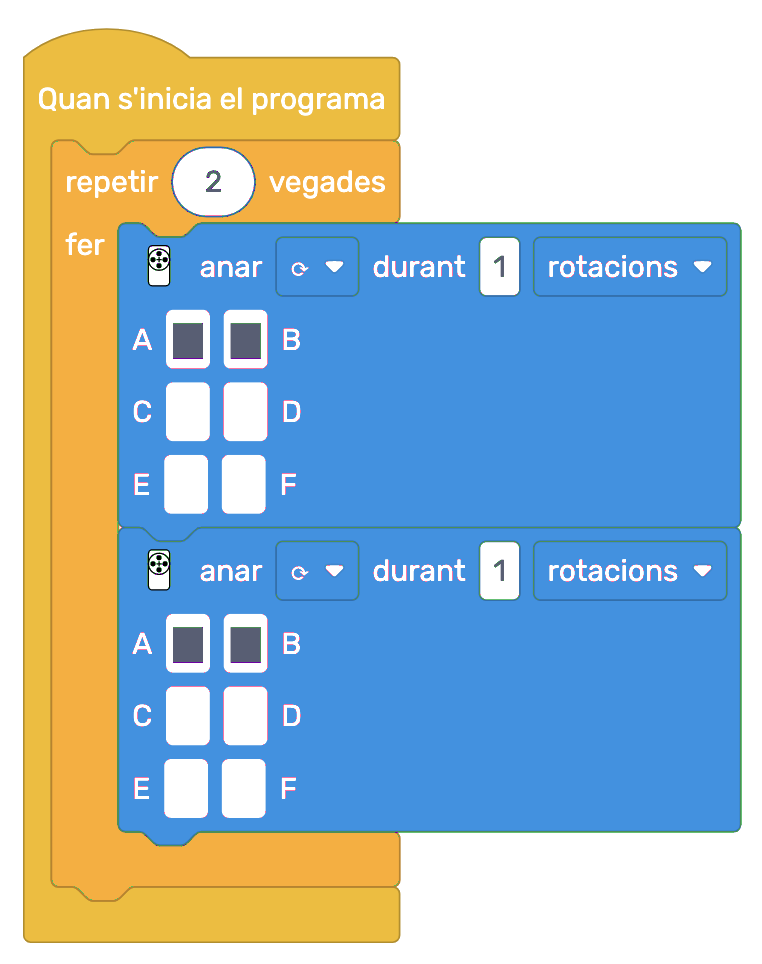 Quan s'inicia el programa
repetir 2 vegades
fer
anar ⟳ durant 1 rotacions
A B
C D
E F
anar ⟳ durant 1 rotacions
A B
C D
E F